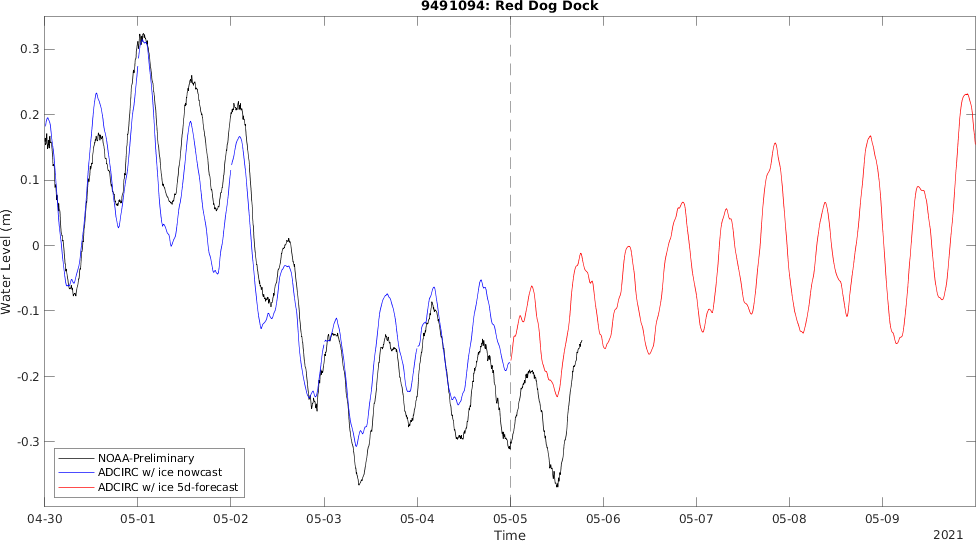 9491094: Red Dog Dock
0.3
0.2
0.1
0
-0.1
-0.2
-0.3
Water Level (m)
NOAA-Preliminary
ADCIRC w/ ice nowcast
ADCIRC w/ ice 5d-forecast
04-30 05-01 05-02 05-03 05-04 05-05 05-06 05-07 05-08 05-09
Time
2021